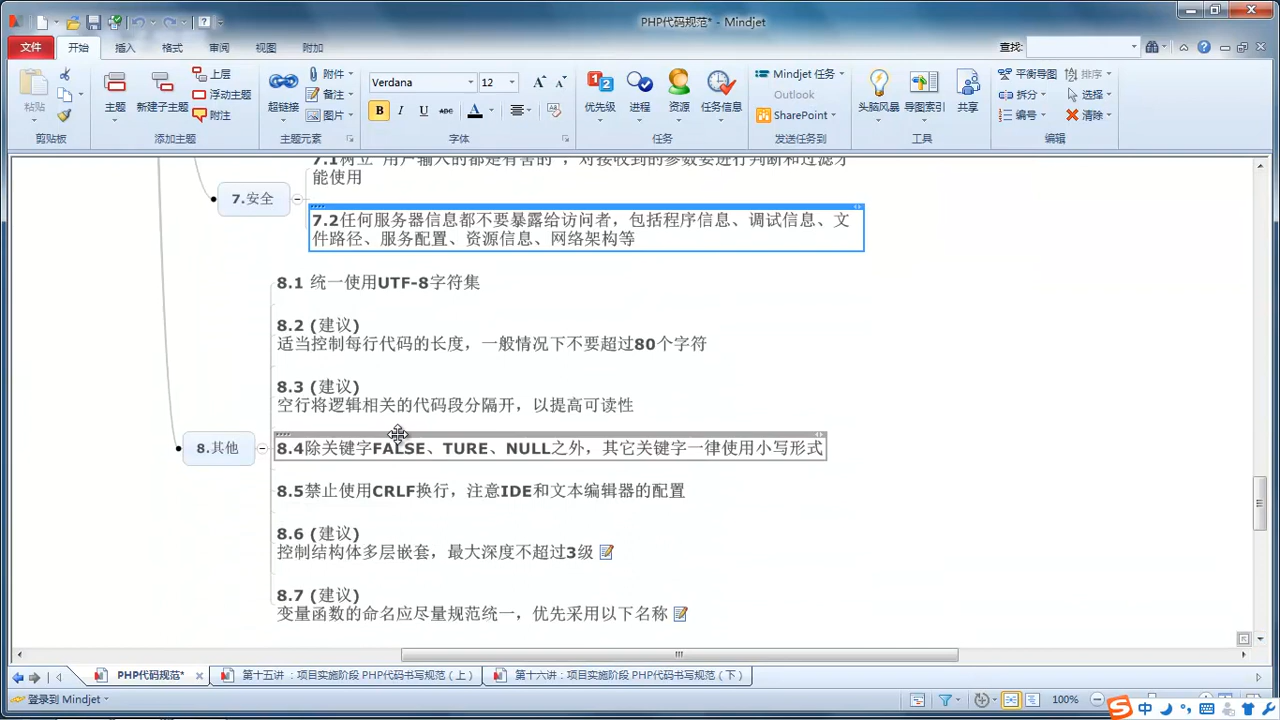 PHP代码规范* - Mindjet
文件
开始
插入
格式
审阅
视图
附加
查找:
粘贴
剪贴板
主题
新建子主题
上层
浮动主题
附注
添加主题
超链接
附件
备注
图片
主题元素
Verdana
12
B I U abc A
字体
优先级
进程
资源
任务信息
任务
Mindjet 任务
Outlook
SharePoint
发送任务到
头脑风暴
导图索引
共享
工具
平衡导图
拆分
编号
排序
选择
清除
编辑
7.安全
7.1树立"用户输入的都是有害的"，对接收到的参数要进行判断和过滤才
能使用
7.2任何服务器信息都不要暴露给访问者，包括程序信息、调试信息、文
件路径、服务配置、资源信息、网络架构等
8.其他
8.1 统一使用UTF-8字符集
8.2 (建议)
适当控制每行代码的长度，一般情况下不要超过80个字符
8.3 (建议)
空行将逻辑相关的代码段分隔开，以提高可读性
8.4除关键字FALSE、TURE、NULL之外，其它关键字一律使用小写形式
8.5禁止使用CRLF换行，注意IDE和文本编辑器的配置
8.6 (建议)
控制结构体多层嵌套，最大深度不超过3级
8.7 (建议)
变量函数的命名应尽量规范统一，优先采用以下名称
PHP代码规范*
第十五讲 ：项目实施阶段 PHP代码书写规范（上）
第十六讲：项目实施阶段 PHP代码书写规范（下）
登录到 Mindjet
100%
中